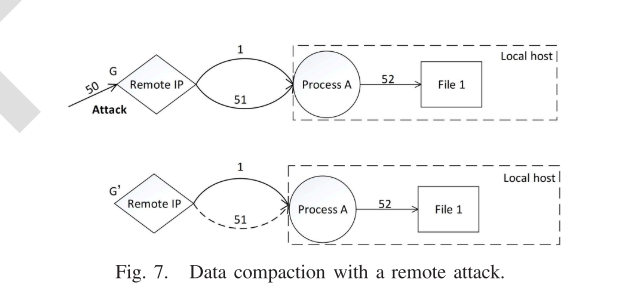 1
Local host
G
50
Remote IP
Process A
52
File 1
51
Attack
1
Local host
G'
Remote IP
51
Process A
52
File 1
Fig. 7. Data compaction with a remote attack.